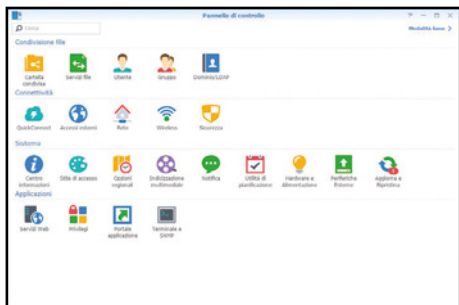 Pannello di controllo
Cerca
Modalità base
Condivisione file
Cartella condivisa
Servizi file
Utente
Gruppo
Dominio/LDAP
Connettività
QuickConnect
Accesso esterno
Rete
Wireless
Sicurezza
Sistema
Centro informazioni
Stile di accesso
Opzioni regionali
Indicizzazione multimediale
Notifica
Utilità di pianificazione
Hardware e alimentazione
Periferiche Esterne
Aggiorna e Ripristina
Applicazioni
Servizi Web
Privilegi
Portale applicazione
Terminale e SNMP